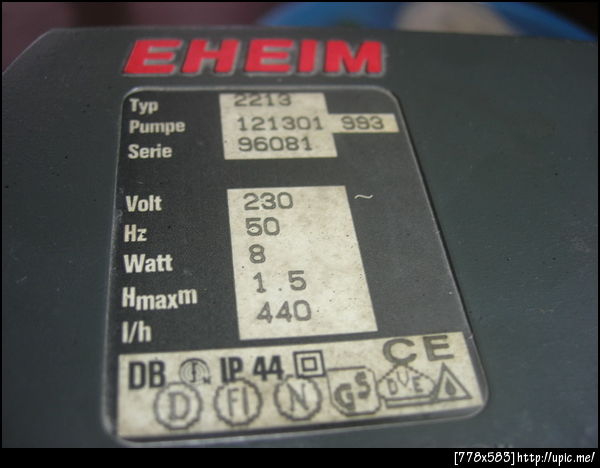 EHEIM
Typ 2213
Pumpe 121301 993
Serie 96081
Volt 230 ~
Hz 50
Watt 8
Hmaxm 1.5
l/h 440
DB IP 44 CE
D FI N GS DVE
[778x583]http://upic.me/